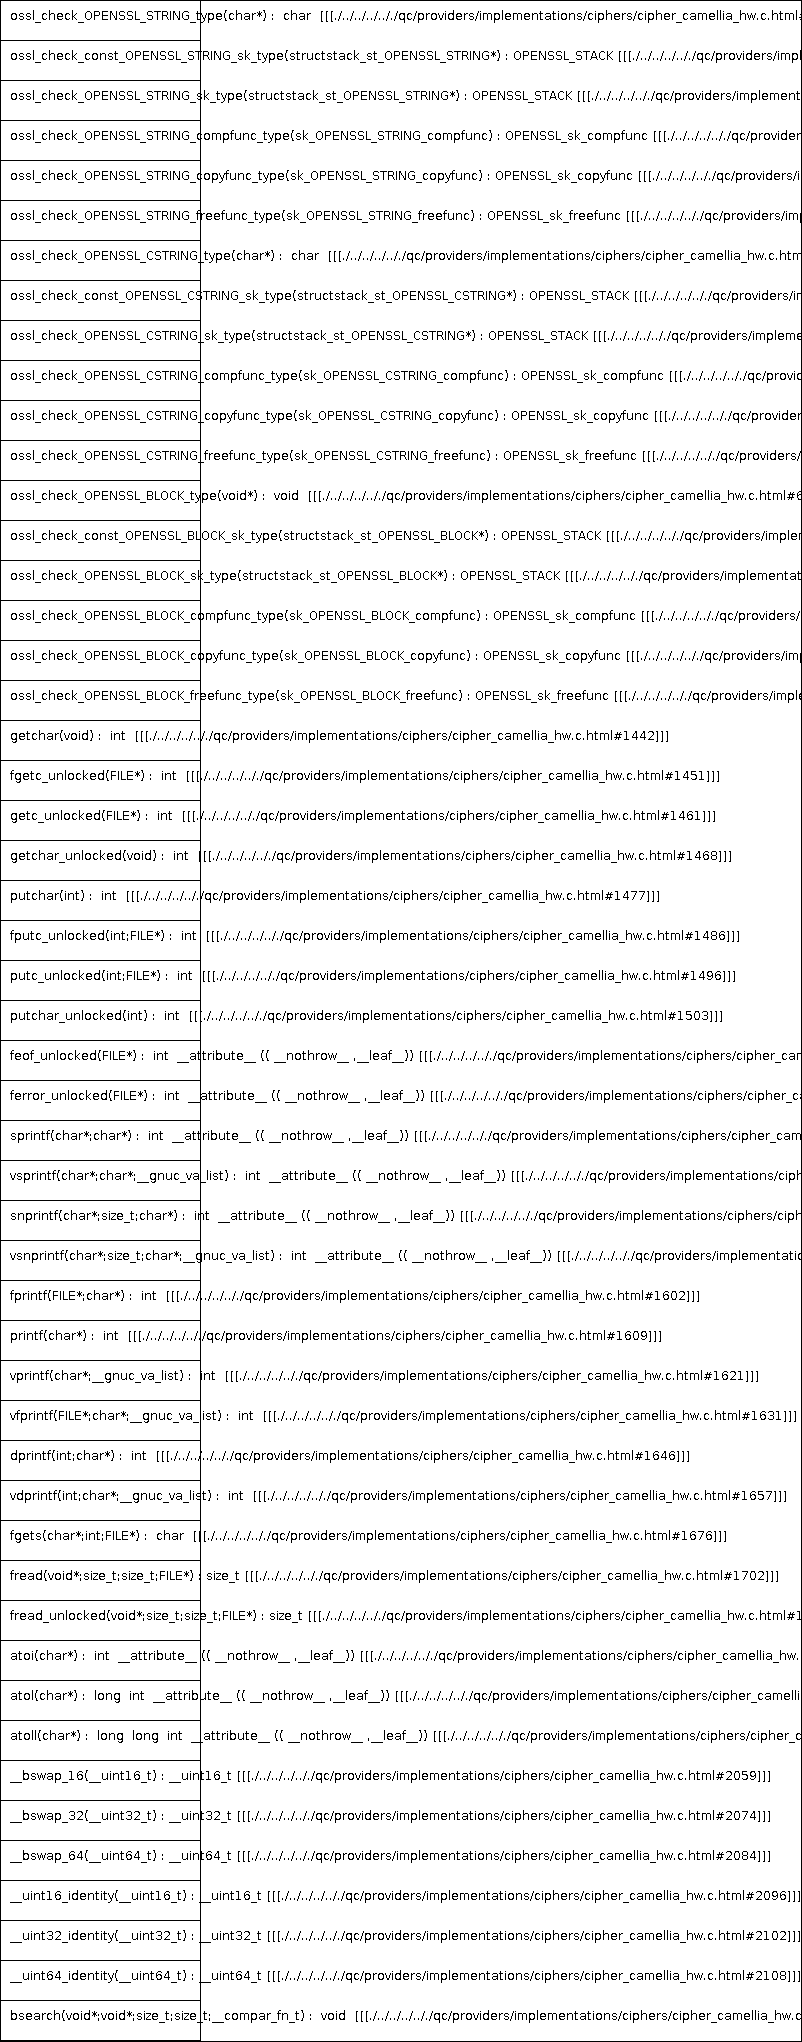 ossl_check_OPENSSL_STRING_type(char*) :  char  [[[./../../../../../qc/providers/implementations/ciphers/cipher_camellia_hw.c.html#
ossl_check_const_OPENSSL_STRING_sk_type(structstack_st_OPENSSL_STRING*) : OPENSSL_STACK [[[./../../../../../qc/providers/impl
ossl_check_OPENSSL_STRING_sk_type(structstack_st_OPENSSL_STRING*) : OPENSSL_STACK [[[./../../../../../qc/providers/implement
ossl_check_OPENSSL_STRING_compfunc_type(sk_OPENSSL_STRING_compfunc) : OPENSSL_sk_compfunc [[[./../../../../../qc/provider
ossl_check_OPENSSL_STRING_copyfunc_type(sk_OPENSSL_STRING_copyfunc) : OPENSSL_sk_copyfunc [[[./../../../../../qc/providers/i
ossl_check_OPENSSL_STRING_freefunc_type(sk_OPENSSL_STRING_freefunc) : OPENSSL_sk_freefunc [[[./../../../../../qc/providers/imp
ossl_check_OPENSSL_CSTRING_type(char*) :  char  [[[./../../../../../qc/providers/implementations/ciphers/cipher_camellia_hw.c.htm
ossl_check_const_OPENSSL_CSTRING_sk_type(structstack_st_OPENSSL_CSTRING*) : OPENSSL_STACK [[[./../../../../../qc/providers/in
ossl_check_OPENSSL_CSTRING_sk_type(structstack_st_OPENSSL_CSTRING*) : OPENSSL_STACK [[[./../../../../../qc/providers/impleme
ossl_check_OPENSSL_CSTRING_compfunc_type(sk_OPENSSL_CSTRING_compfunc) : OPENSSL_sk_compfunc [[[./../../../../../qc/provid
ossl_check_OPENSSL_CSTRING_copyfunc_type(sk_OPENSSL_CSTRING_copyfunc) : OPENSSL_sk_copyfunc [[[./../../../../../qc/provider
ossl_check_OPENSSL_CSTRING_freefunc_type(sk_OPENSSL_CSTRING_freefunc) : OPENSSL_sk_freefunc [[[./../../../../../qc/providers/
ossl_check_OPENSSL_BLOCK_type(void*) :  void  [[[./../../../../../qc/providers/implementations/ciphers/cipher_camellia_hw.c.html#6
ossl_check_const_OPENSSL_BLOCK_sk_type(structstack_st_OPENSSL_BLOCK*) : OPENSSL_STACK [[[./../../../../../qc/providers/implem
ossl_check_OPENSSL_BLOCK_sk_type(structstack_st_OPENSSL_BLOCK*) : OPENSSL_STACK [[[./../../../../../qc/providers/implementat
ossl_check_OPENSSL_BLOCK_compfunc_type(sk_OPENSSL_BLOCK_compfunc) : OPENSSL_sk_compfunc [[[./../../../../../qc/providers/
ossl_check_OPENSSL_BLOCK_copyfunc_type(sk_OPENSSL_BLOCK_copyfunc) : OPENSSL_sk_copyfunc [[[./../../../../../qc/providers/imp
ossl_check_OPENSSL_BLOCK_freefunc_type(sk_OPENSSL_BLOCK_freefunc) : OPENSSL_sk_freefunc [[[./../../../../../qc/providers/imple
getchar(void) :  int  [[[./../../../../../qc/providers/implementations/ciphers/cipher_camellia_hw.c.html#1442]]]
fgetc_unlocked(FILE*) :  int  [[[./../../../../../qc/providers/implementations/ciphers/cipher_camellia_hw.c.html#1451]]]
getc_unlocked(FILE*) :  int  [[[./../../../../../qc/providers/implementations/ciphers/cipher_camellia_hw.c.html#1461]]]
getchar_unlocked(void) :  int  [[[./../../../../../qc/providers/implementations/ciphers/cipher_camellia_hw.c.html#1468]]]
putchar(int) :  int  [[[./../../../../../qc/providers/implementations/ciphers/cipher_camellia_hw.c.html#1477]]]
fputc_unlocked(int;FILE*) :  int  [[[./../../../../../qc/providers/implementations/ciphers/cipher_camellia_hw.c.html#1486]]]
putc_unlocked(int;FILE*) :  int  [[[./../../../../../qc/providers/implementations/ciphers/cipher_camellia_hw.c.html#1496]]]
putchar_unlocked(int) :  int  [[[./../../../../../qc/providers/implementations/ciphers/cipher_camellia_hw.c.html#1503]]]
feof_unlocked(FILE*) :  int  __attribute__ (( __nothrow__ ,__leaf__)) [[[./../../../../../qc/providers/implementations/ciphers/cipher_cam
ferror_unlocked(FILE*) :  int  __attribute__ (( __nothrow__ ,__leaf__)) [[[./../../../../../qc/providers/implementations/ciphers/cipher_ca
sprintf(char*;char*) :  int  __attribute__ (( __nothrow__ ,__leaf__)) [[[./../../../../../qc/providers/implementations/ciphers/cipher_cam
vsprintf(char*;char*;__gnuc_va_list) :  int  __attribute__ (( __nothrow__ ,__leaf__)) [[[./../../../../../qc/providers/implementations/ciph
snprintf(char*;size_t;char*) :  int  __attribute__ (( __nothrow__ ,__leaf__)) [[[./../../../../../qc/providers/implementations/ciphers/ciph
vsnprintf(char*;size_t;char*;__gnuc_va_list) :  int  __attribute__ (( __nothrow__ ,__leaf__)) [[[./../../../../../qc/providers/implementatio
fprintf(FILE*;char*) :  int  [[[./../../../../../qc/providers/implementations/ciphers/cipher_camellia_hw.c.html#1602]]]
printf(char*) :  int  [[[./../../../../../qc/providers/implementations/ciphers/cipher_camellia_hw.c.html#1609]]]
vprintf(char*;__gnuc_va_list) :  int  [[[./../../../../../qc/providers/implementations/ciphers/cipher_camellia_hw.c.html#1621]]]
vfprintf(FILE*;char*;__gnuc_va_list) :  int  [[[./../../../../../qc/providers/implementations/ciphers/cipher_camellia_hw.c.html#1631]]]
dprintf(int;char*) :  int  [[[./../../../../../qc/providers/implementations/ciphers/cipher_camellia_hw.c.html#1646]]]
vdprintf(int;char*;__gnuc_va_list) :  int  [[[./../../../../../qc/providers/implementations/ciphers/cipher_camellia_hw.c.html#1657]]]
fgets(char*;int;FILE*) :  char  [[[./../../../../../qc/providers/implementations/ciphers/cipher_camellia_hw.c.html#1676]]]
fread(void*;size_t;size_t;FILE*) : size_t [[[./../../../../../qc/providers/implementations/ciphers/cipher_camellia_hw.c.html#1702]]]
fread_unlocked(void*;size_t;size_t;FILE*) : size_t [[[./../../../../../qc/providers/implementations/ciphers/cipher_camellia_hw.c.html#1
atoi(char*) :  int  __attribute__ (( __nothrow__ ,__leaf__)) [[[./../../../../../qc/providers/implementations/ciphers/cipher_camellia_hw.
atol(char*) :  long  int  __attribute__ (( __nothrow__ ,__leaf__)) [[[./../../../../../qc/providers/implementations/ciphers/cipher_camelli
atoll(char*) :  long  long  int  __attribute__ (( __nothrow__ ,__leaf__)) [[[./../../../../../qc/providers/implementations/ciphers/cipher_c
__bswap_16(__uint16_t) : __uint16_t [[[./../../../../../qc/providers/implementations/ciphers/cipher_camellia_hw.c.html#2059]]]
__bswap_32(__uint32_t) : __uint32_t [[[./../../../../../qc/providers/implementations/ciphers/cipher_camellia_hw.c.html#2074]]]
__bswap_64(__uint64_t) : __uint64_t [[[./../../../../../qc/providers/implementations/ciphers/cipher_camellia_hw.c.html#2084]]]
__uint16_identity(__uint16_t) : __uint16_t [[[./../../../../../qc/providers/implementations/ciphers/cipher_camellia_hw.c.html#2096]]]
__uint32_identity(__uint32_t) : __uint32_t [[[./../../../../../qc/providers/implementations/ciphers/cipher_camellia_hw.c.html#2102]]]
__uint64_identity(__uint64_t) : __uint64_t [[[./../../../../../qc/providers/implementations/ciphers/cipher_camellia_hw.c.html#2108]]]
bsearch(void*;void*;size_t;size_t;__compar_fn_t) :  void  [[[./../../../../../qc/providers/implementations/ciphers/cipher_camellia_hw.c